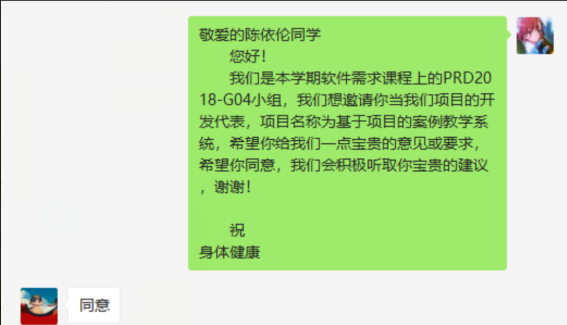 敬爱的陈依伦同学
您好！
我们是本学期软件需求课程上的PRD20
18-G04小组，我们想邀请你当我们项目的开
发代表，项目名称为基于项目的案例教学系
统，希望你给我们一点宝贵的意见或要求，
希望你同意，我们会积极听取你宝贵的建议
，谢谢！
祝
身体健康
同意